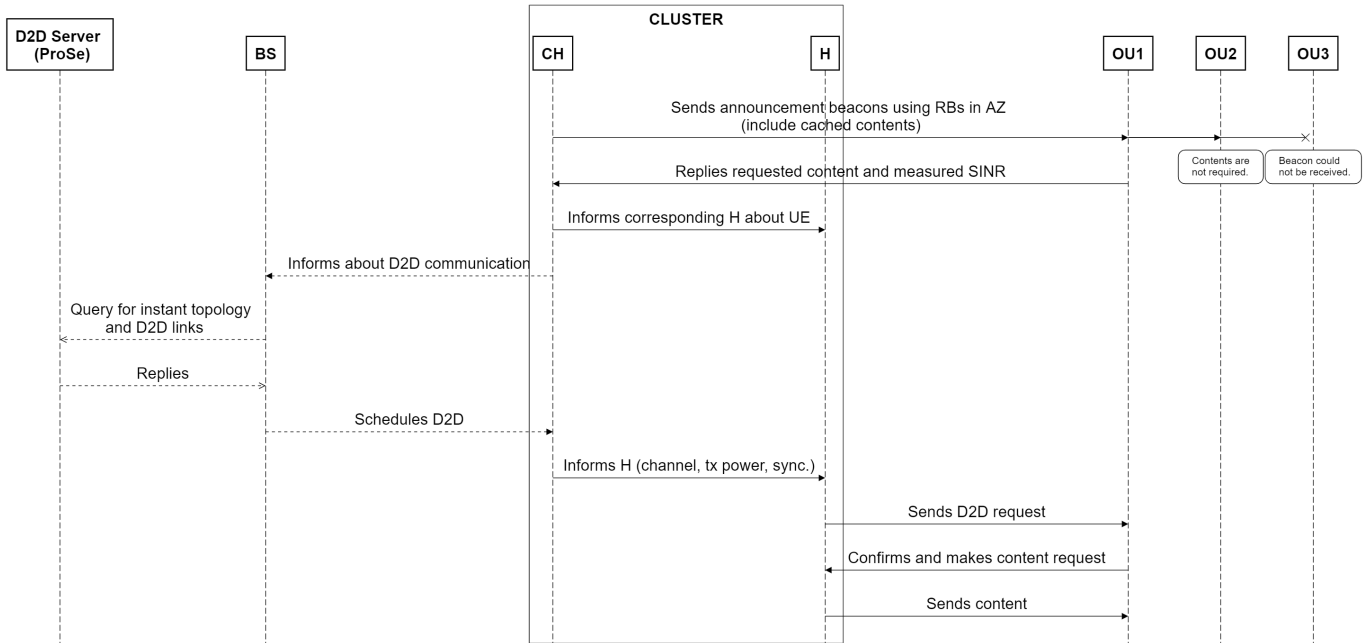 CLUSTER
D2D Server
(ProSe)
BS
CH
H
OU1
OU2
OU3
Sends announcement beacons using RBs in AZ
(include cached contents)
Contents are
not required.
Beacon could
not be received.
Replies requested content and measured SINR
Informs corresponding H about UE
Informs about D2D communication
Query for instant topology
and D2D links
Replies
Schedules D2D
Informs H (channel, tx power, sync.)
Sends D2D request
Confirms and makes content request
Sends content